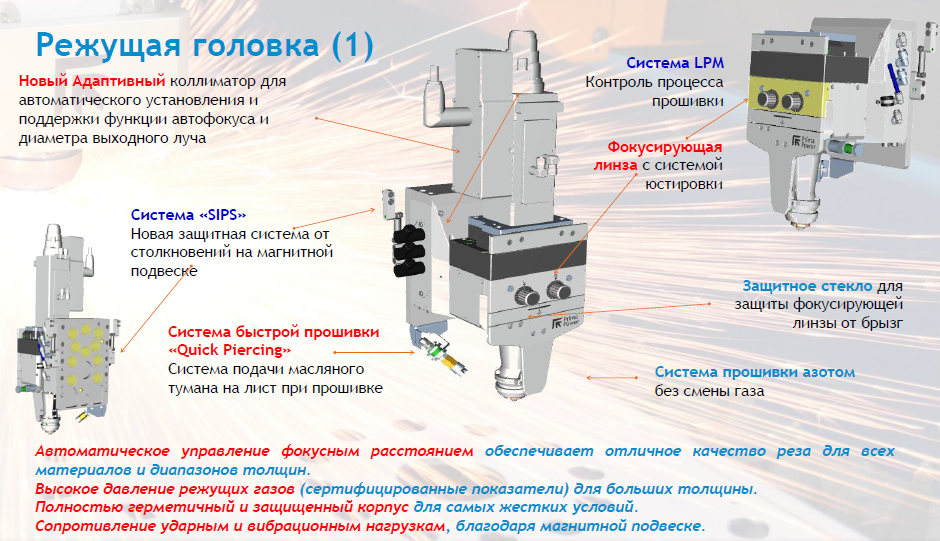 Режущая головка (1)
Новый Адаптивный коллиматор для
автоматического установления и
поддержки функции автофокуса и
диаметра выходного луча
Система LPM
Контроль процесса
прошивки
Фокусирующая
линза с системой
юстировки
Система «SIPS»
Новая защитная система от
столкновений на магнитной
подвеске
Защитное стекло для
защиты фокусирующей
линзы от брызг
Система быстрой прошивки
«Quick Piercing»
Система подачи масляного
тумана на лист при прошивке
Система прошивки азотом
без смены газа
Prima
Power
Prima
Power
Автоматическое управление фокусным расстоянием обеспечивает отличное качество реза для всех
материалов и диапазонов толщин.
Высокое давление режущих газов (сертифицированные показатели) для больших толщины.
Полностью герметичный и защищенный корпус для самых жестких условий.
Сопротивление ударным и вибрационным нагрузкам, благодаря магнитной подвеске.